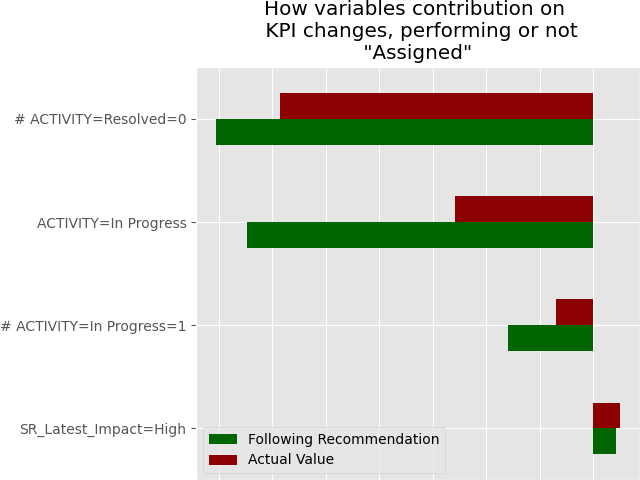 How variables contribution on
KPI changes, performing or not
"Assigned"
# ACTIVITY=Resolved=0
ACTIVITY=In Progress
# ACTIVITY=In Progress=1
SR_Latest_Impact=High
Following Recommendation
Actual Value